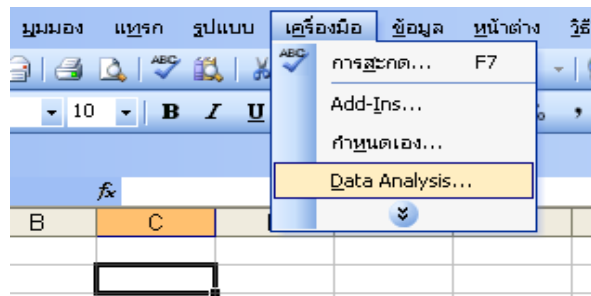 มุมมอง แทรก รูปแบบ เครื่องมือ ข้อมูล หน้าต่าง
ABC ABC การสะกด... F7
10 B I U Add-Ins...
กำหนดเอง...
fx Data Analysis...
B C